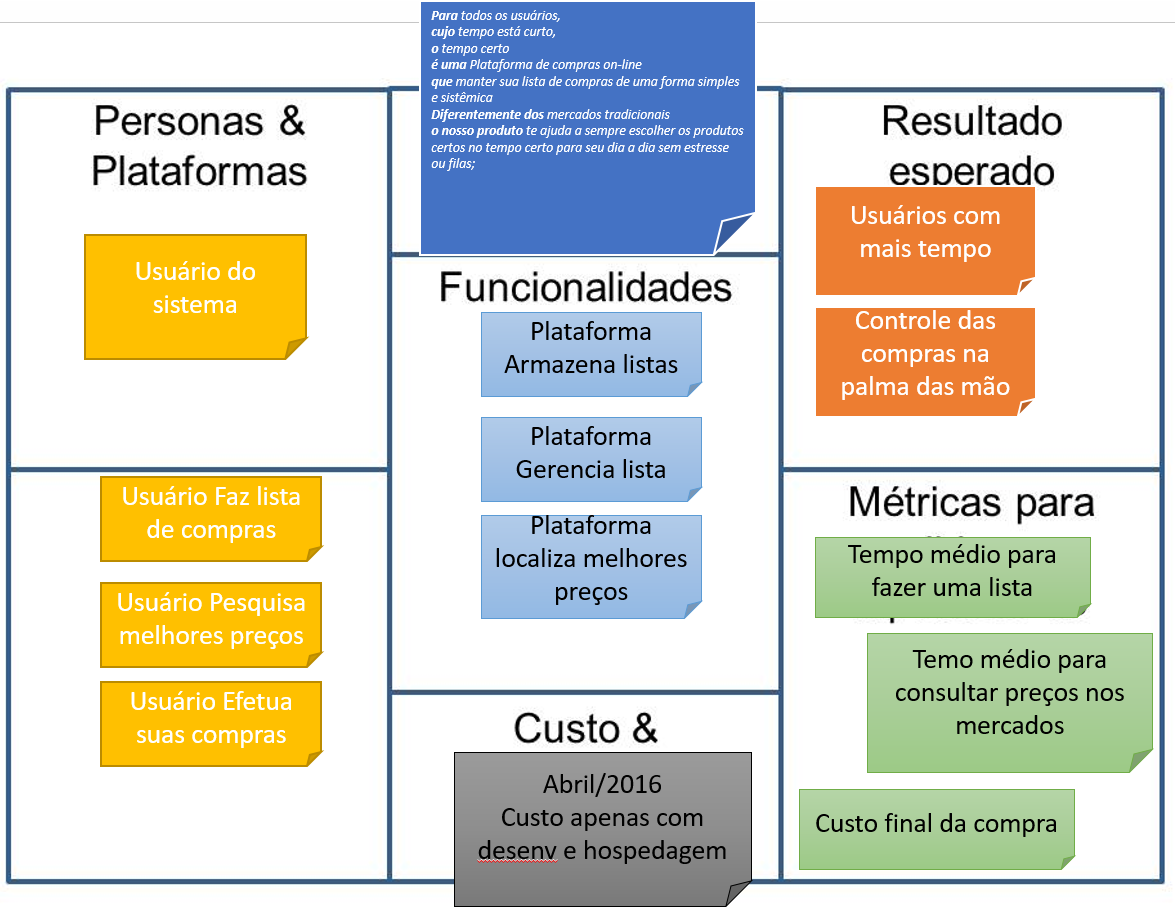 Para todos os usuários,
cujo tempo está curto,
o tempo certo
é uma Plataforma de compras on-line
que manter sua lista de compras de uma forma simples
e sistêmica
Diferentemente dos mercados tradicionais
o nosso produto te ajuda a sempre escolher os produtos
certos no tempo certo para seu dia a dia sem estresse
ou filas;
Personas &
Plataformas
Usuário do
sistema
Usuário Faz lista
de compras
Usuário Pesquisa
melhores preços
Usuário Efetua
suas compras
Funcionalidades
Plataforma
Armazena listas
Plataforma
Gerencia lista
Plataforma
localiza melhores
preços
Custo &
Abril/2016
Custo apenas com
desenv e hospedagem
Resultado
esperado
Usuários com
mais tempo
Controle das
compras na
palma das mão
Métricas para
Tempo médio para
fazer uma lista
Temo médio para
consultar preços nos
mercados
Custo final da compra